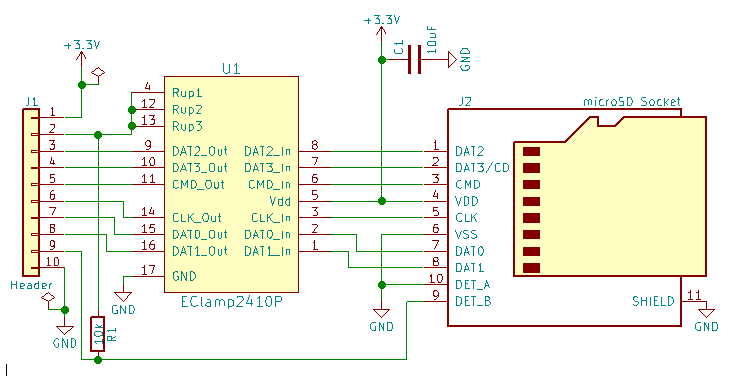 +3.3V
+3.3V
C1
10uF
GND
U1
J1
J2
microSD Socket
1
2
3
4
5
6
7
8
9
10
Header
GND
4
12
13
9
10
11
14
15
16
17
Rup1
Rup2
Rup3
DAT2_Out
DAT3_Out
CMD_Out
CLK_Out
DAT0_Out
DAT1_Out
GND
DAT2_In
DAT3_In
CMD_In
Vdd
CLK_In
DAT0_In
DAT1_In
8
7
6
5
3
2
1
EClamp2410P
GND
10k
R1
1
2
3
4
5
6
7
8
10
9
DAT2
DAT3/CD
CMD
VDD
CLK
VSS
DAT0
DAT1
DET_A
DET_B
SHIELD
11
GND
GND